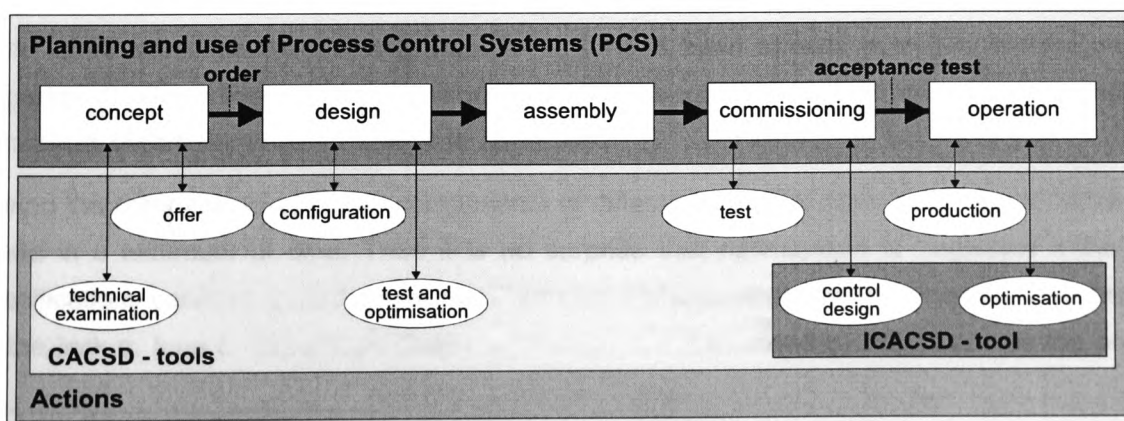 Planning and use of Process Control Systems (PCS)
order
acceptance test
concept
design
assembly
commissioning
operation
offer
configuration
test
production
technical
examination
test and
optimisation
control
design
optimisation
CACSD - tools
ICACSD - tool
Actions